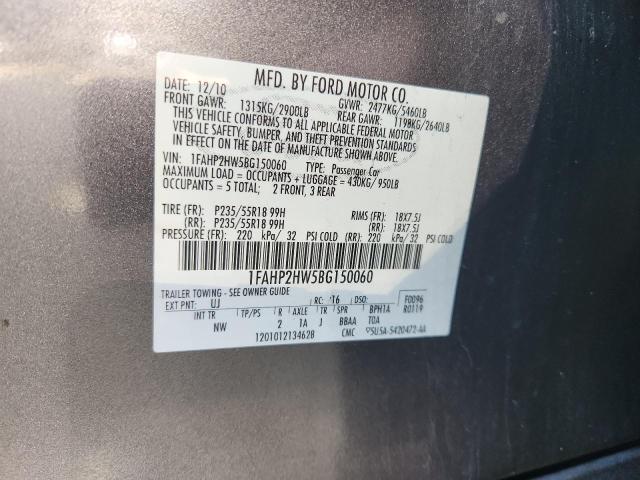 MFD. BY FORD MOTOR CO.
DATE: 12/10 GVWR: 2477KG/5460LB
FRONT GAWR: 1315KG/2900LB REAR GAWR: 1198KG/2640LB
THIS VEHICLE CONFORMS TO ALL APPLICABLE FEDERAL MOTOR
VEHICLE SAFETY, BUMPER, AND THEFT PREVENTION STANDARDS
IN EFFECT ON THE DATE OF MANUFACTURE SHOWN ABOVE.
VIN: 1FAHP2HW5BG150060 TYPE: Passenger Car
MAXIMUM LOAD = OCCUPANTS + LUGGAGE = 430KG/ 950LB
OCCUPANTS = 5 TOTAL; 2 FRONT, 3 REAR
TIRE (FR): P235/55R18 99H RIMS (FR): 18X7.5J
(RR): P235/55R18 99H (RR): 18X7.5J
PRESSURE (FR): 220 kPa/ 32 PSI COLD (RR): 220 kPa/ 32 PSI COLD
1FAHP2HW5BG150060
TRAILER TOWING - SEE OWNER GUIDE F0096
EXT PNT: UJ RC: 16 DSO: R0119
INT TR TP/PS R AXLE TR SPR BPH1A
NW 2 1A J BBAA TOA
12010121346​28 CMC 5U5A-5420472-AA